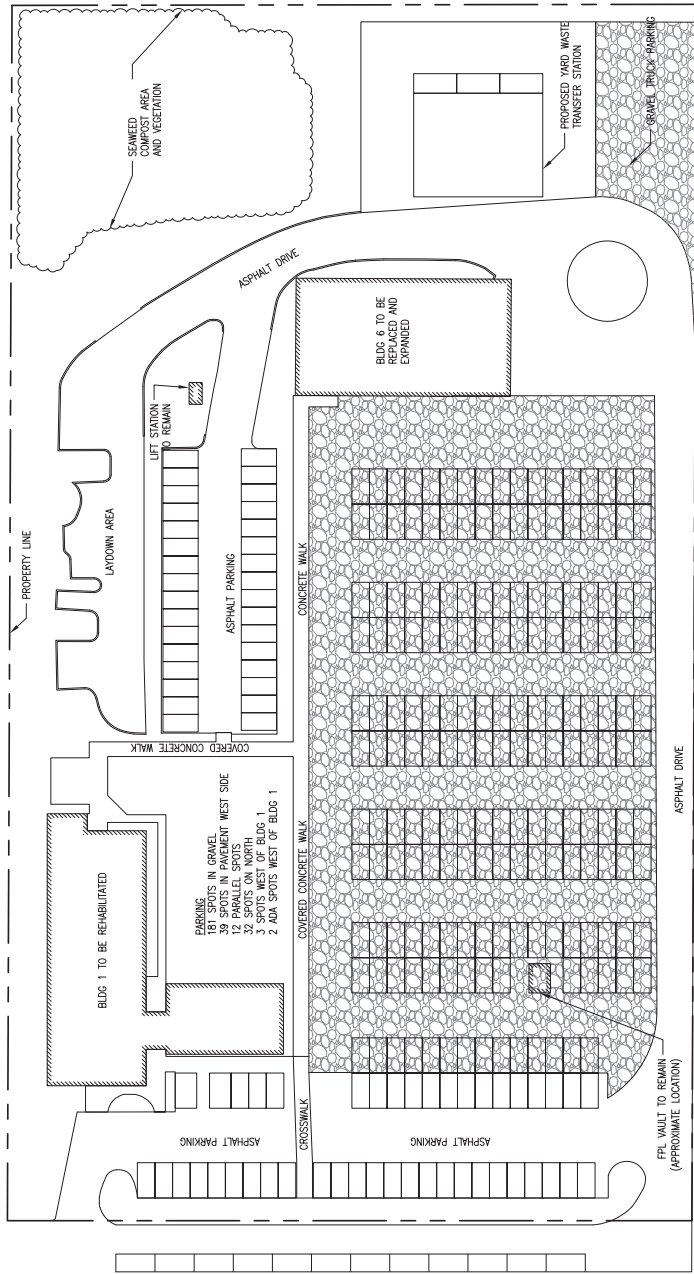 PROPERTY LINE
SEAWEED
COMPOST AREA
AND VEGETATION
LAYDOWN AREA
ASPHALT DRIVE
LIFT STATION
TO REMAIN
ASPHALT PARKING
BLDG 6 TO BE
REPLACED AND
EXPANDED
PROPOSED YARD WASTE
TRANSFER STATION
GRAVEL TRUCK PARKING
BLDG 1 TO BE REHABILITATED
COVERED CONCRETE WALK
PARKING
181 SPOTS IN GRAVEL
39 SPOTS IN PAVEMENT WEST SIDE
12 PARALLEL SPOTS
32 SPOTS ON NORTH
3 SPOTS WEST OF BLDG 1
2 ADA SPOTS WEST OF BLDG 1
COVERED CONCRETE WALK
CONCRETE WALK
ASPHALT PARKING
CROSSWALK
ASPHALT PARKING
FPL VAULT TO REMAIN
(APPROXIMATE LOCATION)
ASPHALT DRIVE